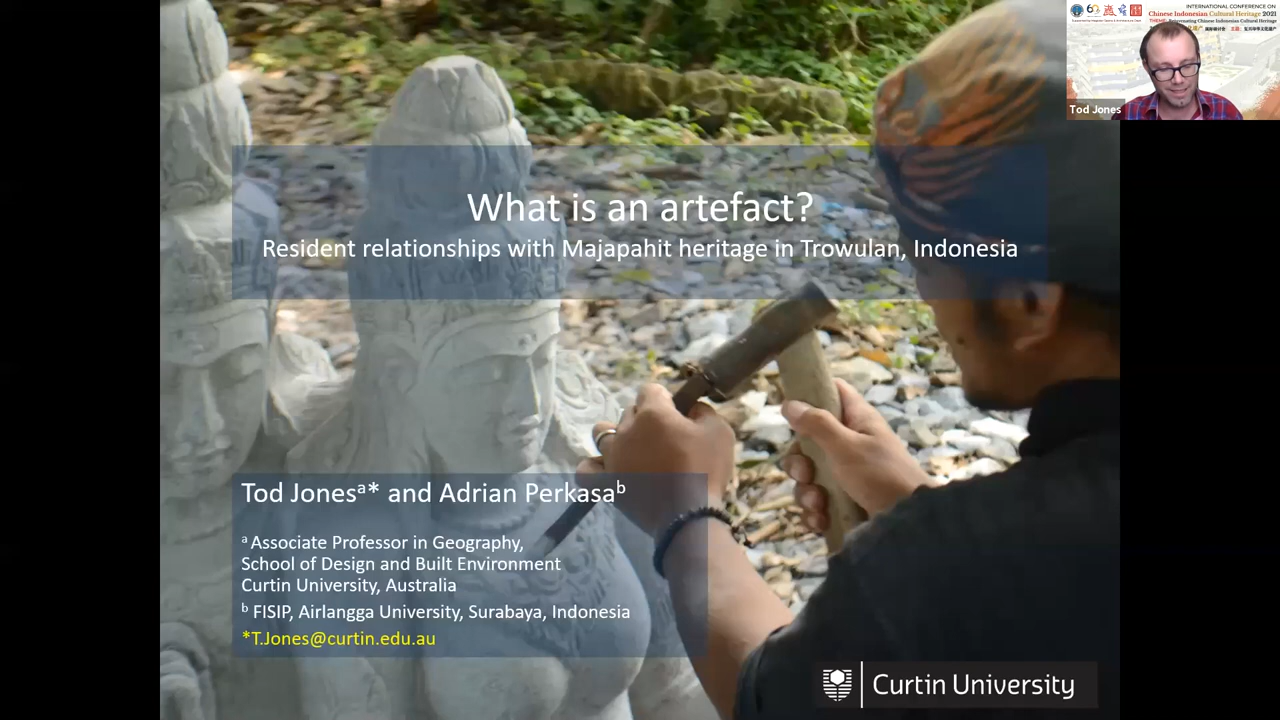 INTERNATIONAL CONFERENCE ON
Chinese Indonesian Cultural Heritage 2021
Tod Jones
What is an artefact?
Resident relationships with Majapahit heritage in Trowulan, Indonesia
Tod Jonesᵃ* and Adrian Perkasaᵇ
ᵃ Associate Professor in Geography,
School of Design and Built Environment
Curtin University, Australia
ᵇ FISIP, Airlangga University, Surabaya, Indonesia
*T.Jones@curtin.edu.au
Curtin University